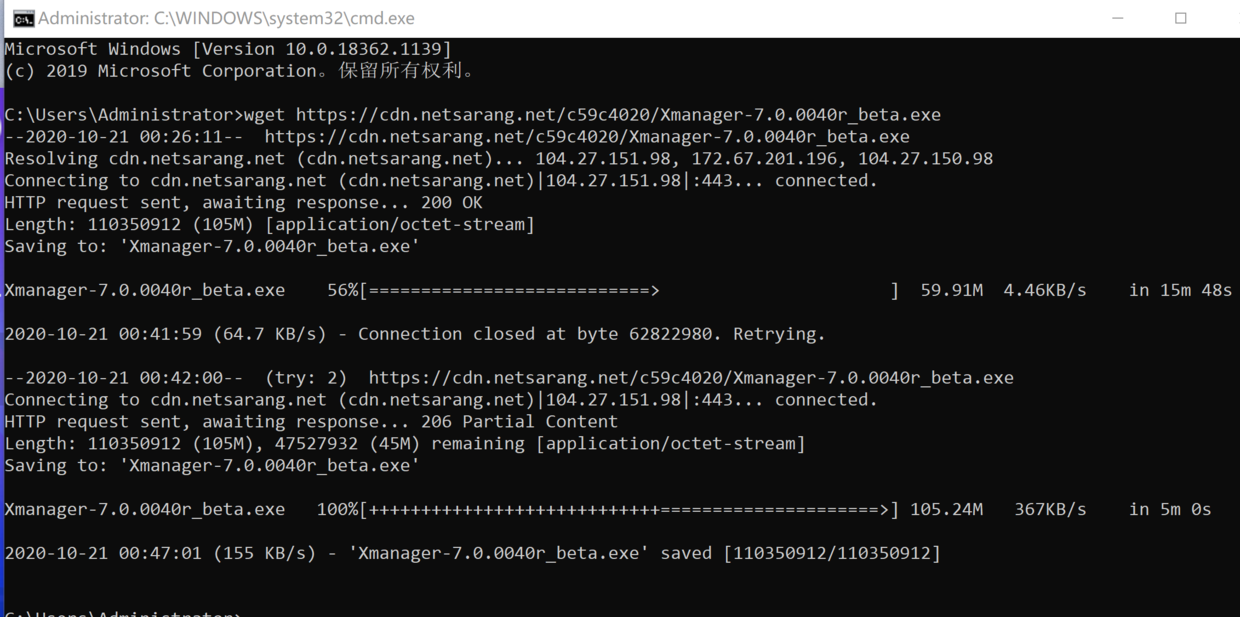 Administrator: C:\WINDOWS\system32\cmd.exe
Microsoft Windows [Version 10.0.18362.1139]
(c) 2019 Microsoft Corporation。保留所有权利。
C:\Users\Administrator>wget https://cdn.netsarang.net/c59c4020/Xmanager-7.0.0040r_beta.exe
--2020-10-21 00:26:11--  https://cdn.netsarang.net/c59c4020/Xmanager-7.0.0040r_beta.exe
Resolving cdn.netsarang.net (cdn.netsarang.net)... 104.27.151.98, 172.67.201.196, 104.27.150.98
Connecting to cdn.netsarang.net (cdn.netsarang.net)|104.27.151.98|:443... connected.
HTTP request sent, awaiting response... 200 OK
Length: 110350912 (105M) [application/octet-stream]
Saving to: 'Xmanager-7.0.0040r_beta.exe'
Xmanager-7.0.0040r_beta.exe    56%[===========================>                      ]  59.91M  4.46KB/s    in 15m 48s
2020-10-21 00:41:59 (64.7 KB/s) - Connection closed at byte 62822980. Retrying.
--2020-10-21 00:42:00--  (try: 2)  https://cdn.netsarang.net/c59c4020/Xmanager-7.0.0040r_beta.exe
Connecting to cdn.netsarang.net (cdn.netsarang.net)|104.27.151.98|:443... connected.
HTTP request sent, awaiting response... 206 Partial Content
Length: 110350912 (105M), 47527932 (45M) remaining [application/octet-stream]
Saving to: 'Xmanager-7.0.0040r_beta.exe'
Xmanager-7.0.0040r_beta.exe   100%[++++++++++++++++++++++++++++=====================>] 105.24M   367KB/s    in 5m 0s
2020-10-21 00:47:01 (155 KB/s) - 'Xmanager-7.0.0040r_beta.exe' saved [110350912/110350912]
C:\Users\Administrator>